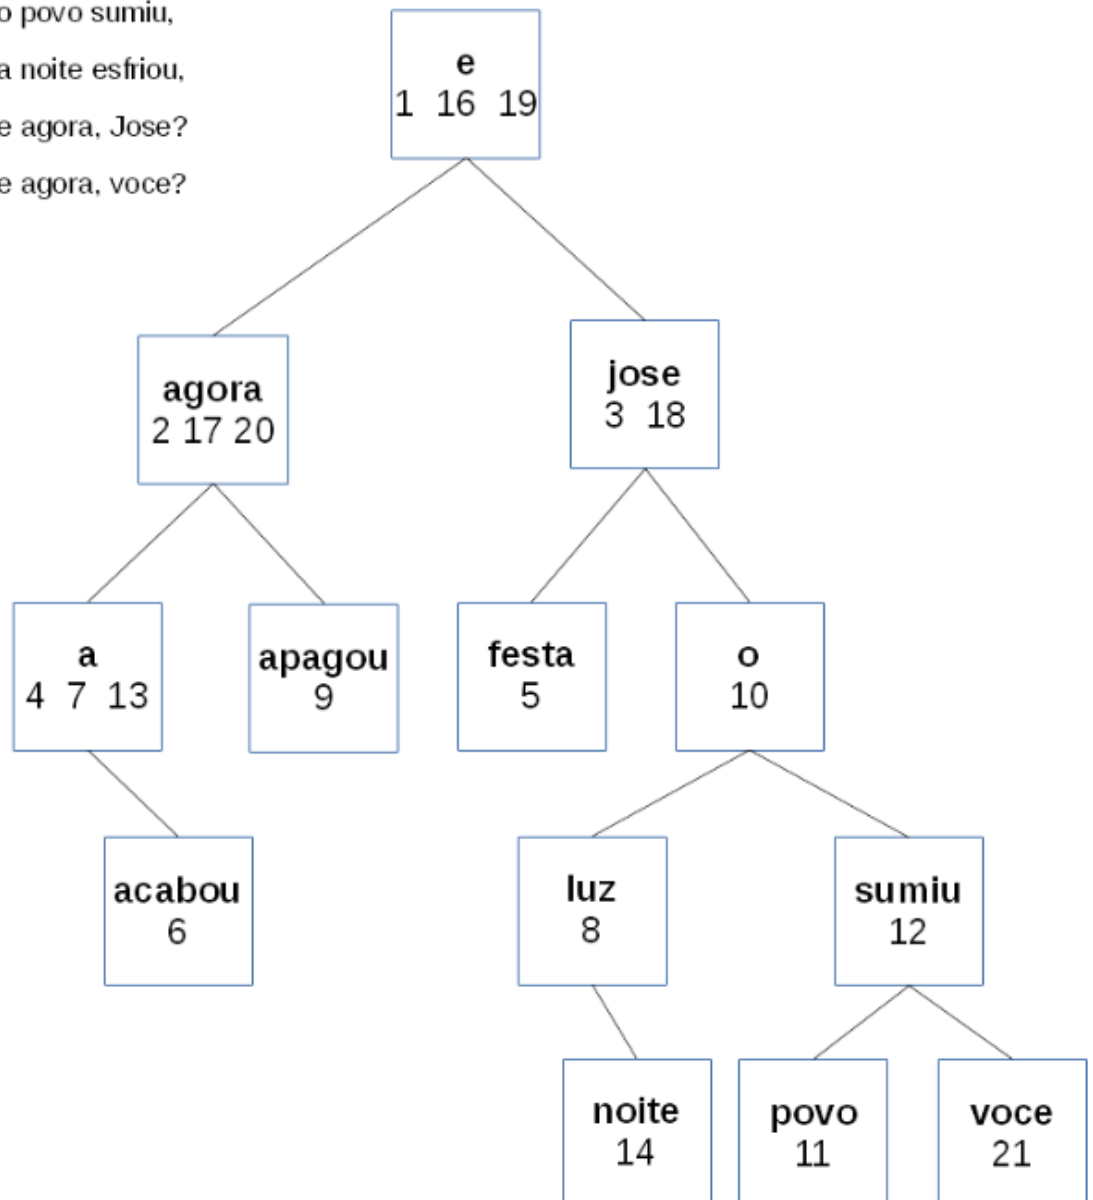 o povo sumiu,
a noite esfriou,
e agora, Jose?
e agora, voce?
e
1 16 19
agora
2 17 20
jose
3 18
a
4 7 13
apagou
9
festa
5
o
10
acabou
6
luz
8
sumiu
12
noite
14
povo
11
voce
21